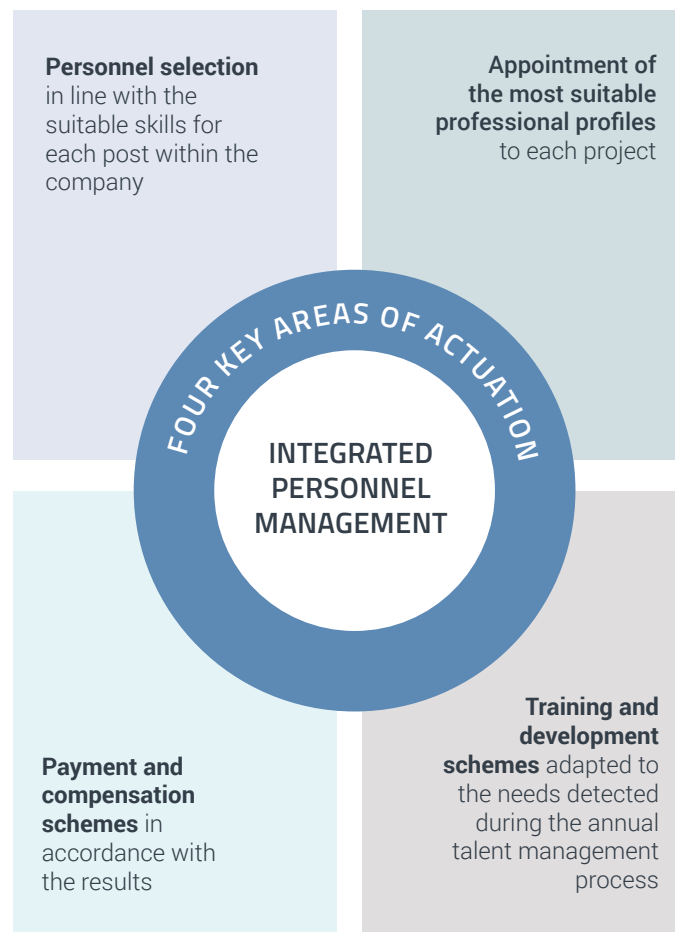 Personnel selection
in line with the
suitable skills for
each post within the
company
Appointment of
the most suitable
professional profiles
to each project
FOUR KEY AREAS OF ACTUATION
INTEGRATED
PERSONNEL
MANAGEMENT
Payment and
compensation
schemes in
accordance with
the results
Training and
development
schemes adapted to
the needs detected
during the annual
talent management
process